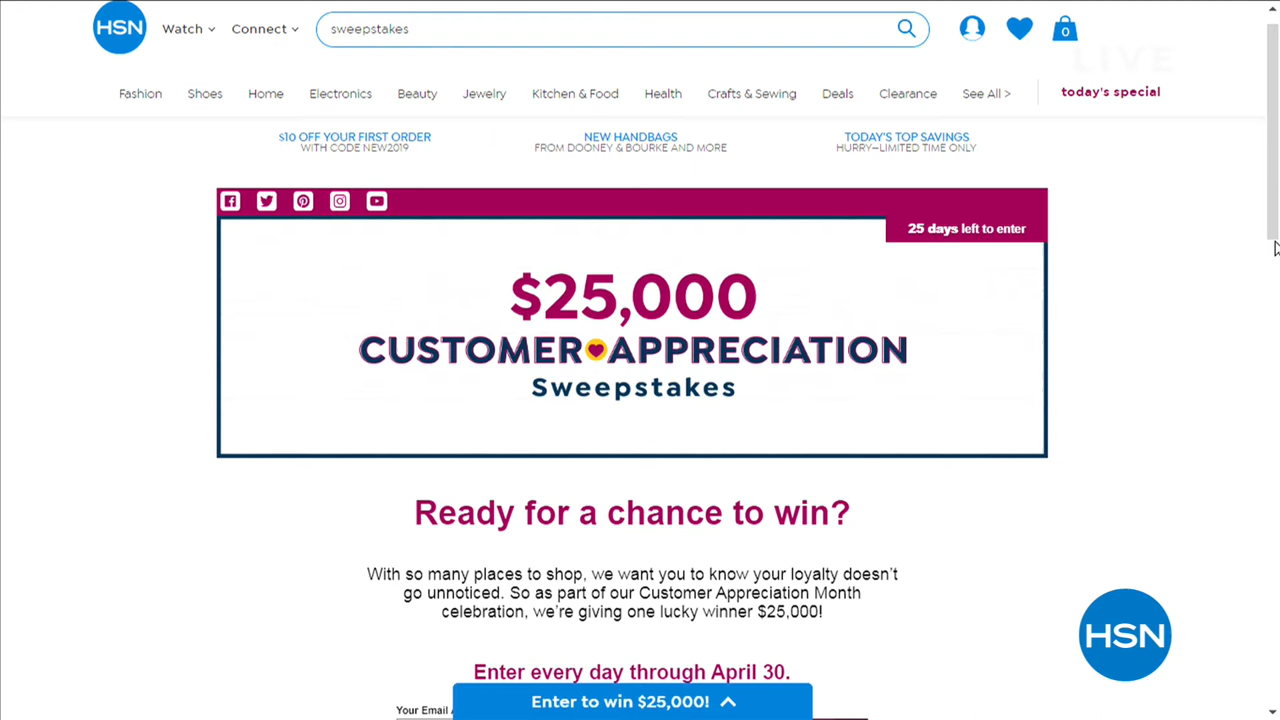 HSN
Watch
Connect
sweepstakes
0
LIVE
Fashion
Shoes
Home
Electronics
Beauty
Jewelry
Kitchen & Food
Health
Crafts & Sewing
Deals
Clearance
See All >
today's special
$10 OFF YOUR FIRST ORDER
WITH CODE NEW2019
NEW HANDBAGS
FROM DOONEY & BOURKE AND MORE
TODAY'S TOP SAVINGS
HURRY—LIMITED TIME ONLY
25 days left to enter
$25,000
CUSTOMER APPRECIATION
Sweepstakes
Ready for a chance to win?
With so many places to shop, we want you to know your loyalty doesn't
go unnoticed. So as part of our Customer Appreciation Month
celebration, we're giving one lucky winner $25,000!
HSN
Enter every day through April 30.
Enter to win $25,000!
Your Email